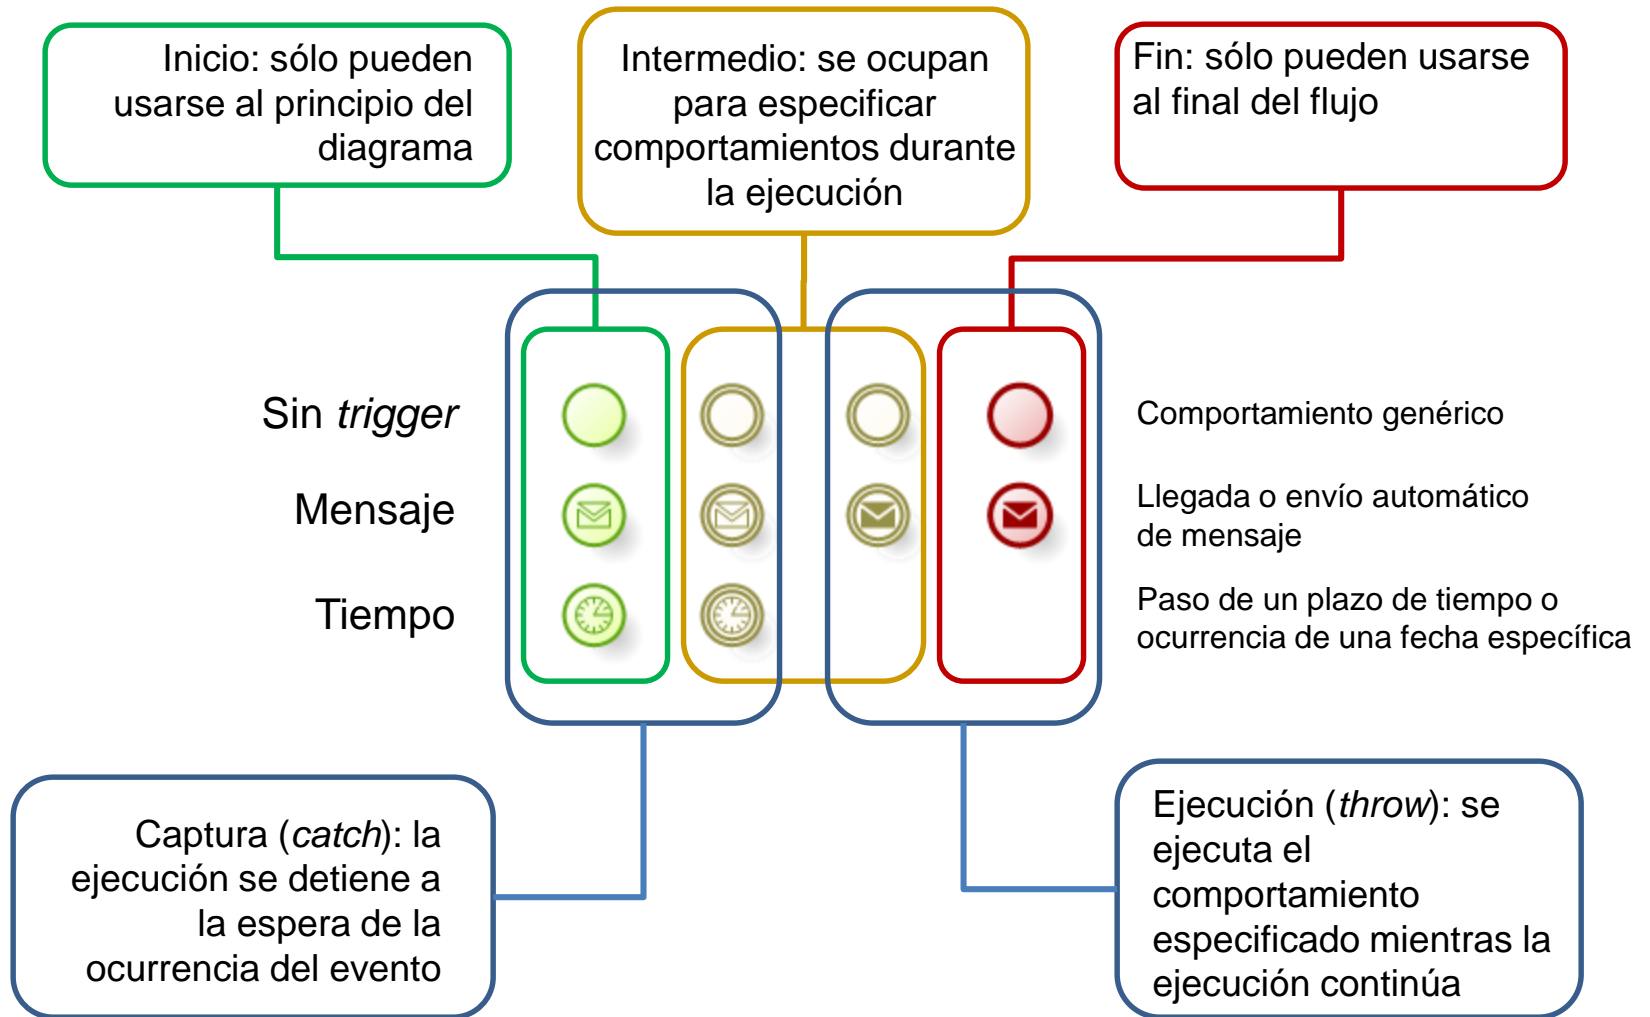 Inicio: sólo pueden
usarse al principio del
diagrama
Intermedio: se ocupan
para especificar
comportamientos durante
la ejecución
Fin: sólo pueden usarse
al final del flujo
Sin trigger
Comportamiento genérico
Mensaje
Llegada o envío automático
de mensaje
Tiempo
Paso de un plazo de tiempo o
ocurrencia de una fecha específica
Captura (catch): la
ejecución se detiene a
la espera de la
ocurrencia del evento
Ejecución (throw): se
ejecuta el
comportamiento
especificado mientras la
ejecución continúa